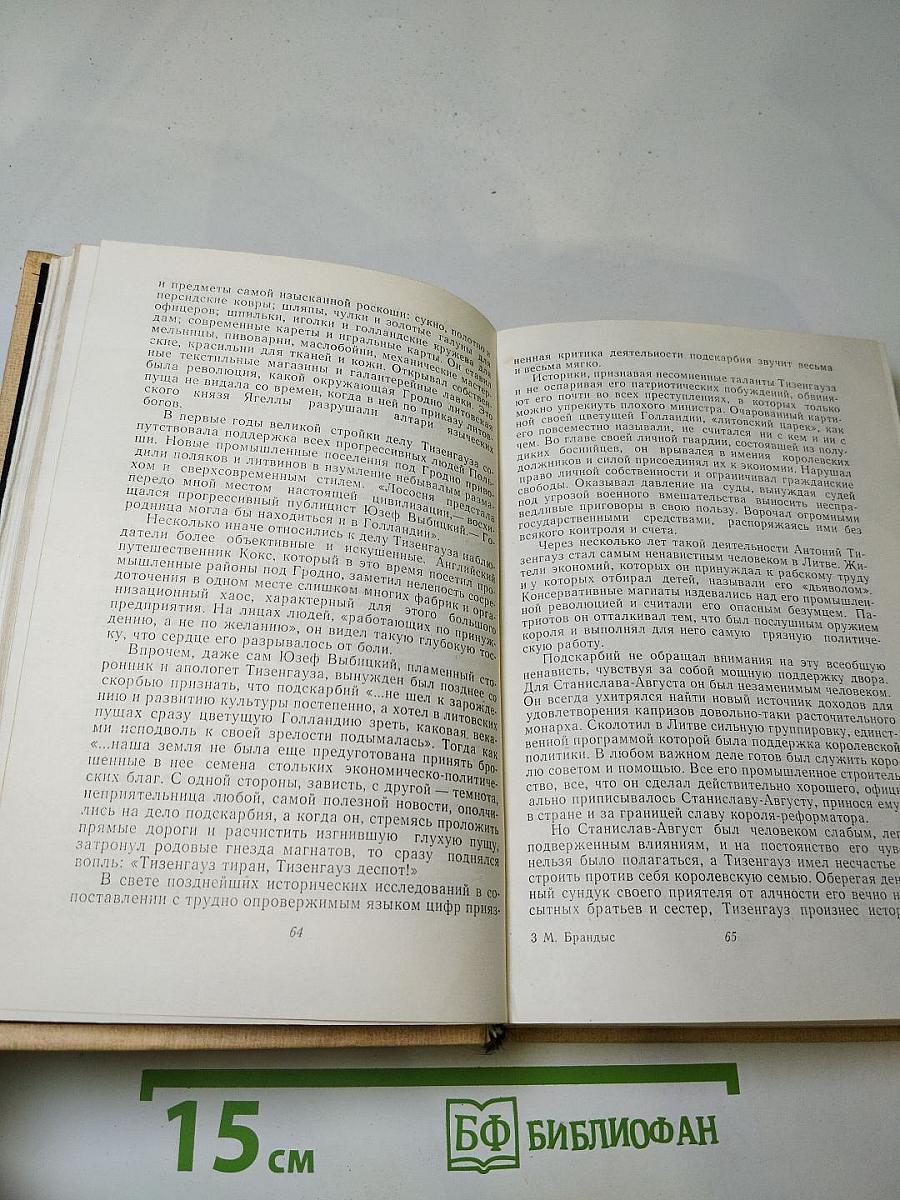 и предметы самой изысканной роскоши: сукно, полотно и
персидские ковры; шляпы, чулки и золотые галуны для
офицеров; шпильки, иголки и голландские кружева для
дам; современные кареты и игральные карты. Он ставил
мельницы, пивоварни, маслобойни, механические мастер-
ские, красильни для тканей и кожи. Открывал собствен-
ные текстильные магазины и галантерейные лавки. Это
была революция, какой окружающая Гродно литовская
пуща не видала со времен, когда в ней по приказу литов-
ского князя Ягеллы разрушали алтари языческих
богов.
В первые годы великой стройки делу Тизенгауза со-
путствовала поддержка всех прогрессивных людей Поль-
ши. Новые промышленные поселения под Гродно приво-
дили поляков и литвинов в изумление небывалым разма-
хом и сверхсовременным стилем. «Лососня предстала
передо мной местом настоящей цивилизации,— восхи-
щался прогрессивный публицист Юзеф Выбицкий.— Го-
родница могла бы находиться и в Голландии».
Несколько иначе относились к делу Тизенгауза наблю-
датели более объективные и искушенные. Английский
путешественник Кокс, который в это время посетил про-
мышленные районы под Гродно, заметил нелепость сосре-
доточения в одном месте слишком многих фабрик и орга-
низационный хаос, характерный для этого большого
предприятия. На лицах людей, «работающих по принуж-
дению, а не по желанию», он видел такую глубокую тос-
ку, что сердце его разрывалось от боли.
Впрочем, даже сам Юзеф Выбицкий, пламенный сто-
ронник и апологет Тизенгауза, вынужден был позднее со
скорбью признать, что подскарбий «...не шел к зарожде-
нию и развитию культуры постепенно, а хотел в литовских
пущах сразу цветущую Голландию зреть, каковая века-
ми исподволь к своей зрелости подымалась». Тогда как
«...наша земля не была еще предуготована принять бро-
шенные в нее семена стольких экономическо-политиче-
ских благ. С одной стороны, зависть, с другой — темнота,
неприятельница любой, самой полезной новости, ополчи-
лись на дело подскарбия, а когда он, стремясь проложить
прямые дороги и расчистить изгнившую глухую пущу,
затронул родовые гнезда магнатов, то сразу поднялся
вопль: «Тизенгауз тиран, Тизенгауз деспот!»
В свете позднейших исторических исследований в со-
поставлении с трудно опровержимым языком цифр прияз-
64
ненная критика деятельности подскарбия звучит весьма
и весьма мягко.
Историки, признавая несомненные таланты Тизенгауза
и не оспаривая его патриотических побуждений, обвиня-
ют его почти во всех преступлениях, в которых только
можно упрекнуть плохого министра. Очарованный карти-
ной своей цветущей Голландии, «литовский царек», как
его повсеместно называли, не считался ни с кем и ни с
чем. Во главе своей личной гвардии, состоявшей из полу-
диких боснийцев, он врывался в имения королевских
должников и силой присоединял их к экономии. Нарушал
право личной собственности и ограничивал гражданские
свободы. Оказывал давление на суды, вынуждая судей
под угрозой военного вмешательства выносить неспра-
ведливые приговоры в свою пользу. Ворочал огромными
государственными средствами, распоряжаясь ими без
всякого контроля и счета.
Через несколько лет такой деятельности Антоний Ти-
зенгауз стал самым ненавистным человеком в Литве. Жи-
тели экономий, которых он принуждал к рабскому труду
и у которых отбирал детей, называли его «дьяволом».
Консервативные магнаты издевались над его промышлен-
ной революцией и считали его опасным безумцем. Па-
триотов он отталкивал тем, что был послушным оружием
короля и выполнял для него самую грязную политиче-
скую работу.
Подскарбий не обращал внимания на эту всеобщую
ненависть, чувствуя за собой мощную поддержку двора.
Для Станислава-Августа он был незаменимым человеком.
Он всегда ухитрялся найти новый источник доходов для
удовлетворения капризов довольно-таки расточительного
монарха. Сколотил в Литве сильную группировку, единст-
венной программой которой была поддержка королевской
политики. В любом важном деле готов был служить коро-
лю советом и помощью. Все его промышленное строитель-
ство, все, что он сделал действительно хорошего, офици-
ально приписывалось Станиславу-Августу, принося ему
в стране и за границей славу короля-реформатора.
Но Станислав-Август был человеком слабым, лег
подверженным влияниям, и на постоянство его чув
нельзя было полагаться, а Тизенгауз имел несчастье
строить против себя королевскую семью. Оберегая ден
ный сундук своего приятеля от алчности его вечно н
сытных братьев и сестер, Тизенгауз произнес истор
3 М. Брандыс
65
15 см
БФ БИБЛИОФАН